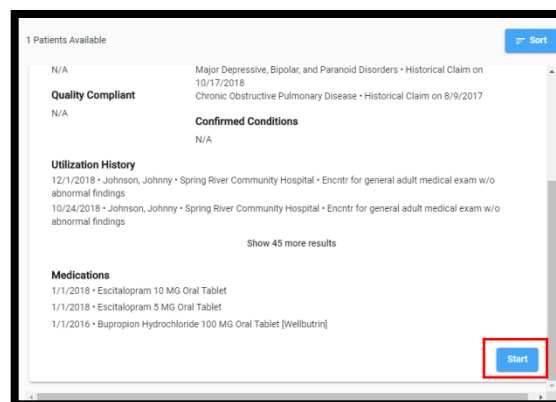 1 Patients Available
Sort
N/A
Major Depressive, Bipolar, and Paranoid Disorders • Historical Claim on
10/17/2018
Quality Compliant
Chronic Obstructive Pulmonary Disease • Historical Claim on 8/9/2017
N/A
Confirmed Conditions
N/A
Utilization History
12/1/2018 • Johnson, Johnny • Spring River Community Hospital • Encntr for general adult medical exam w/o
abnormal findings
10/24/2018 • Johnson, Johnny • Spring River Community Hospital • Encntr for general adult medical exam w/o
abnormal findings
Show 45 more results
Medications
1/1/2018 • Escitalopram 10 MG Oral Tablet
1/1/2018 • Escitalopram 5 MG Oral Tablet
1/1/2016 • Bupropion Hydrochloride 100 MG Oral Tablet [Wellbutrin]
Start